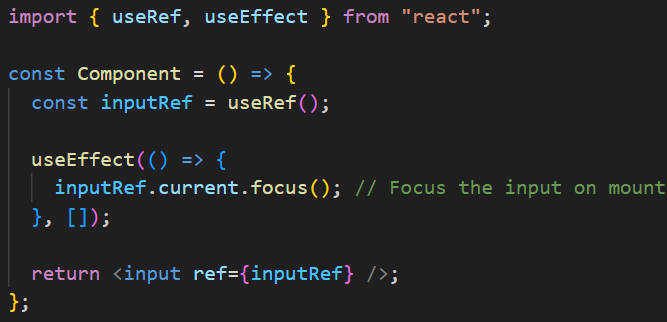 import { useRef, useEffect } from "react";
const Component = () => {
const inputRef = useRef();
useEffect(() => {
inputRef.current.focus(); // Focus the input on mount
}, []);
return <input ref={inputRef} />;
};